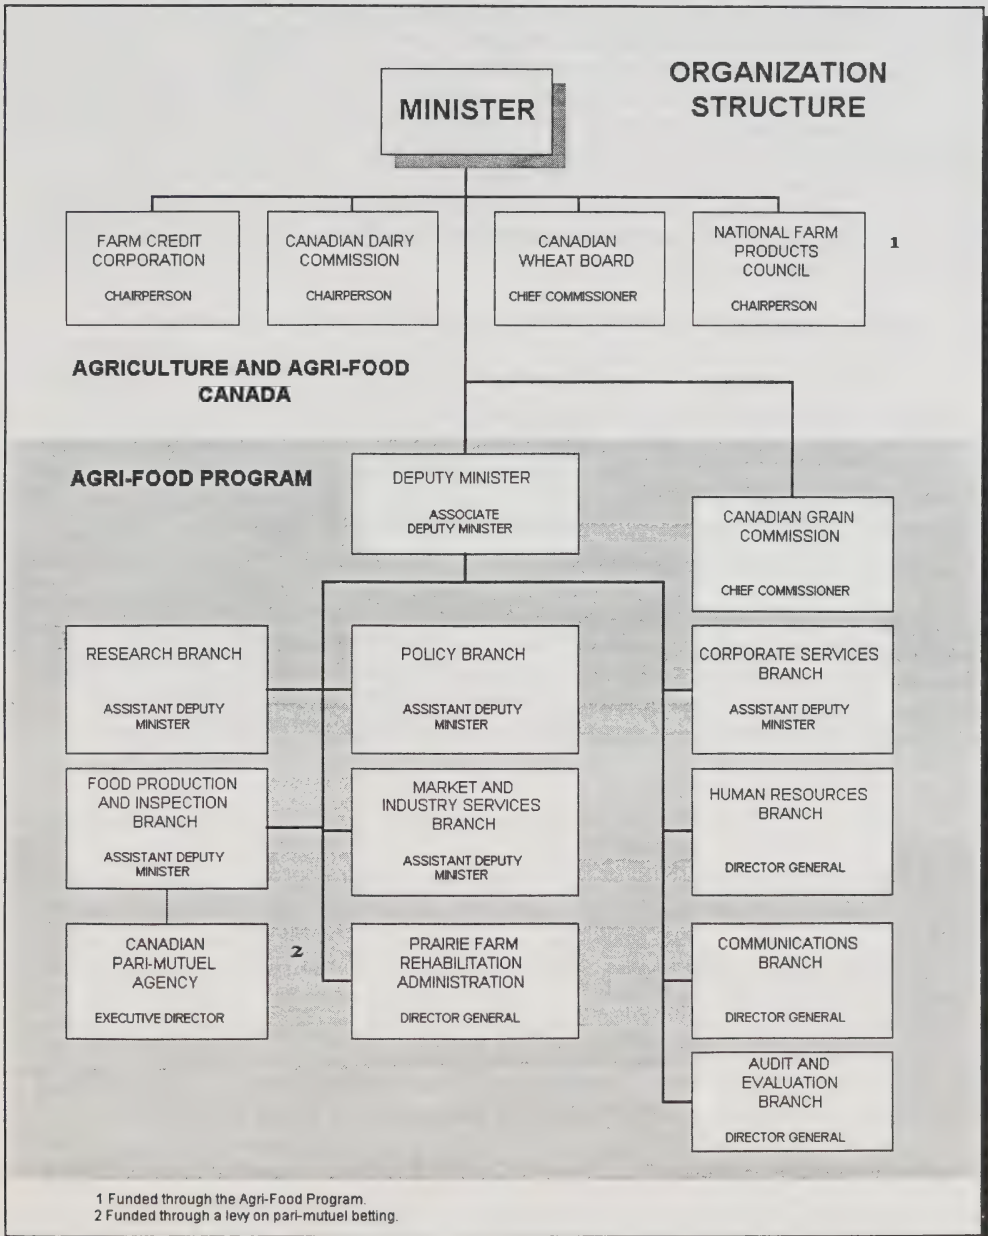 ORGANIZATION
STRUCTURE
MINISTER
FARM CREDIT
CORPORATION
CHAIRPERSON
CANADIAN DAIRY
COMMISSION
CHAIRPERSON
CANADIAN
WHEAT BOARD
CHIEF COMMISSIONER
NATIONAL FARM
PRODUCTS
COUNCIL
CHAIRPERSON
1
AGRICULTURE AND AGRI-FOOD
CANADA
AGRI-FOOD PROGRAM
DEPUTY MINISTER
ASSOCIATE
DEPUTY MINISTER
CANADIAN GRAIN
COMMISSION
CHIEF COMMISSIONER
RESEARCH BRANCH
ASSISTANT DEPUTY
MINISTER
POLICY BRANCH
ASSISTANT DEPUTY
MINISTER
CORPORATE SERVICES
BRANCH
ASSISTANT DEPUTY
MINISTER
FOOD PRODUCTION
AND INSPECTION
BRANCH
ASSISTANT DEPUTY
MINISTER
MARKET AND
INDUSTRY SERVICES
BRANCH
ASSISTANT DEPUTY
MINISTER
HUMAN RESOURCES
BRANCH
DIRECTOR GENERAL
CANADIAN
PARI-MUTUEL
AGENCY
EXECUTIVE DIRECTOR
2
PRAIRIE FARM
REHABILITATION
ADMINISTRATION
DIRECTOR GENERAL
COMMUNICATIONS
BRANCH
DIRECTOR GENERAL
AUDIT AND
EVALUATION
BRANCH
DIRECTOR GENERAL
1 Funded through the Agri-Food Program.
2 Funded through a levy on pari-mutuel betting.